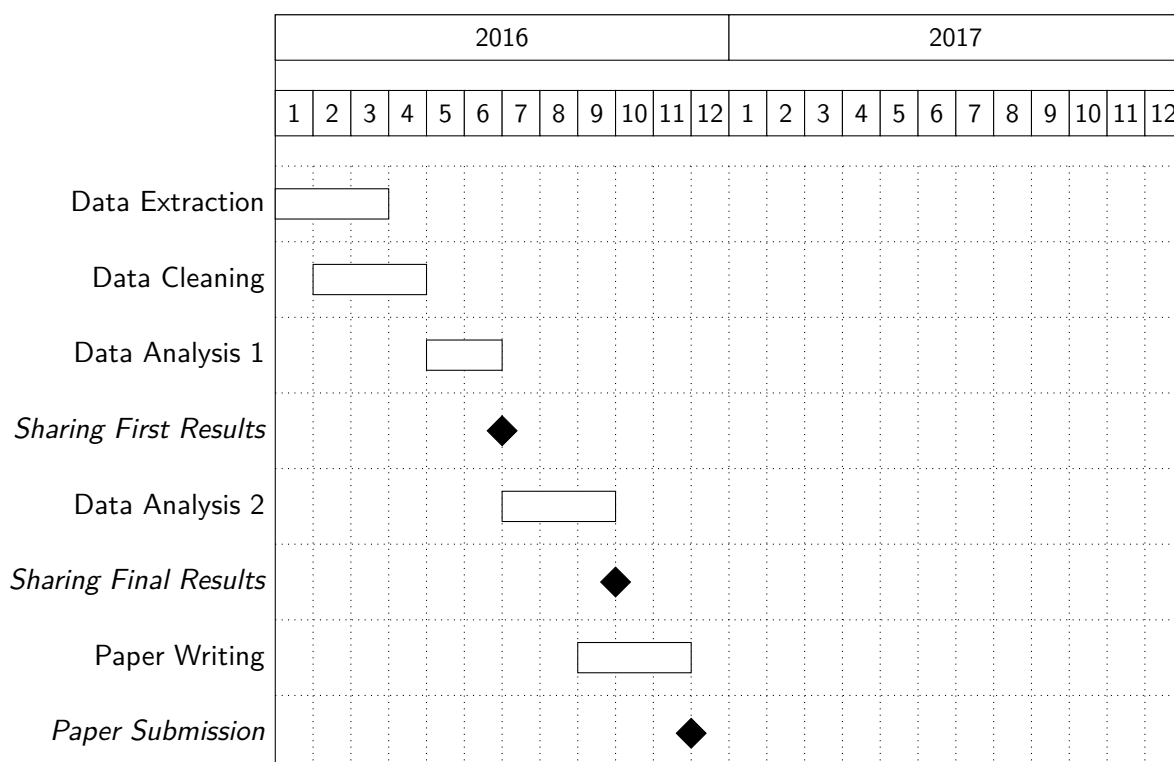 2016 2017
1 2 3 4 5 6 7 8 9 10 11 12 1 2 3 4 5 6 7 8 9 10 11 12
Data Extraction
Data Cleaning
Data Analysis 1
Sharing First Results
Data Analysis 2
Sharing Final Results
Paper Writing
Paper Submission